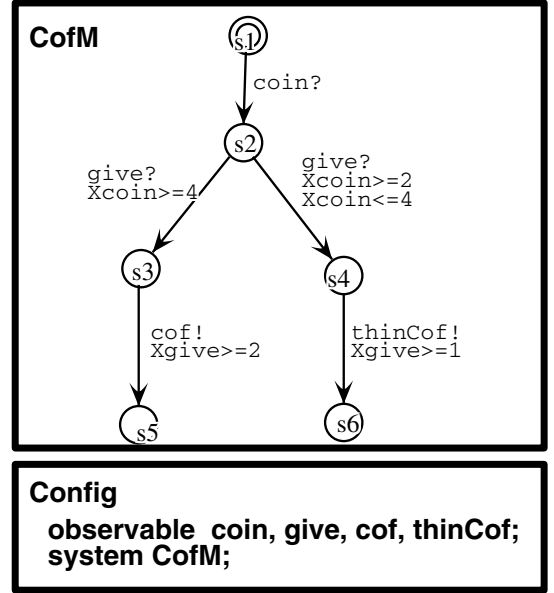 CofM
s1
coin?
s2
give?
Xcoin>=4
give?
Xcoin>=2
Xcoin<=4
s3
s4
cof!
Xgive>=2
thinCof!
Xgive>=1
s5
s6
Config
observable coin, give, cof, thinCof;
system CofM;